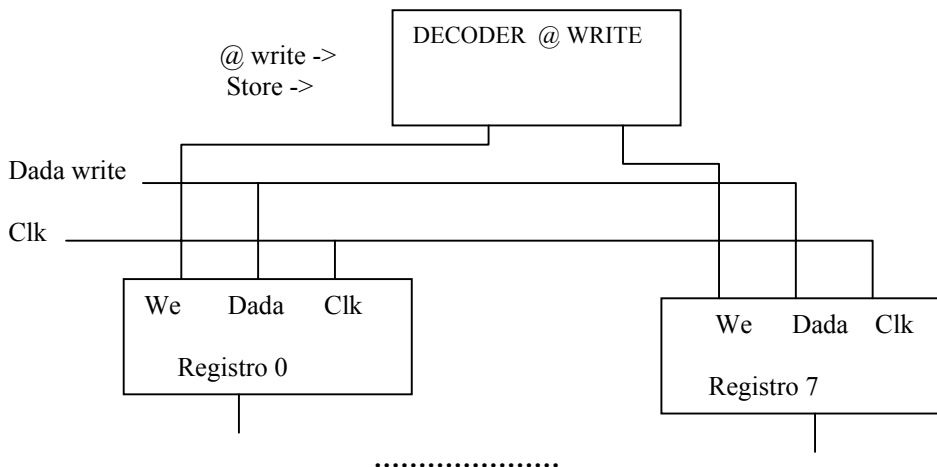 DECODER @ WRITE
@ write ->
Store ->
Dada write
Clk
We Dada Clk
Registro 0
We Dada Clk
Registro 7
.....................